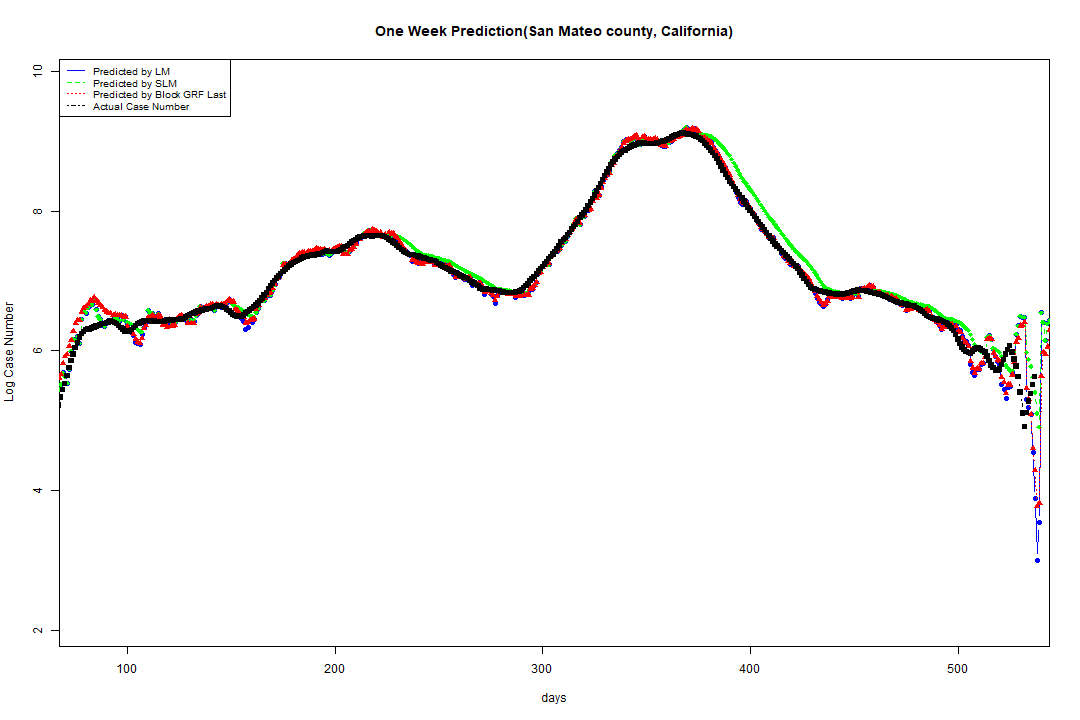 One Week Prediction(San Mateo county, California)
Predicted by LM
Predicted by SLM
Predicted by Block GRF Last
Actual Case Number
10
8
6
4
2
Log Case Number
100 200 300 400 500
days